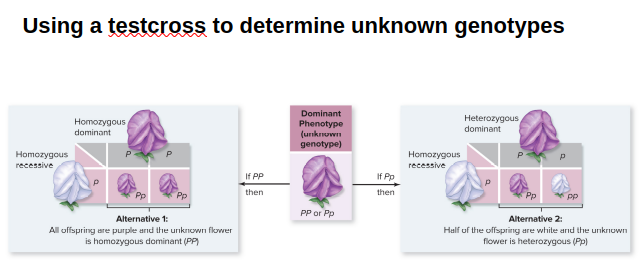 Using a testcross to determine unknown genotypes
Homozygous
dominant
Homozygous
recessive
P
P
p
Pp
Pp
Alternative 1:
All offspring are purple and the unknown flower
is homozygous dominant (PP)
If PP
then
Dominant
Phenotype
(unknown
genotype)
PP or Pp
If Pp
then
Heterozygous
dominant
Homozygous
recessive
P
p
p
Pp
pp
Alternative 2:
Half of the offspring are white and the unknown
flower is heterozygous (Pp)